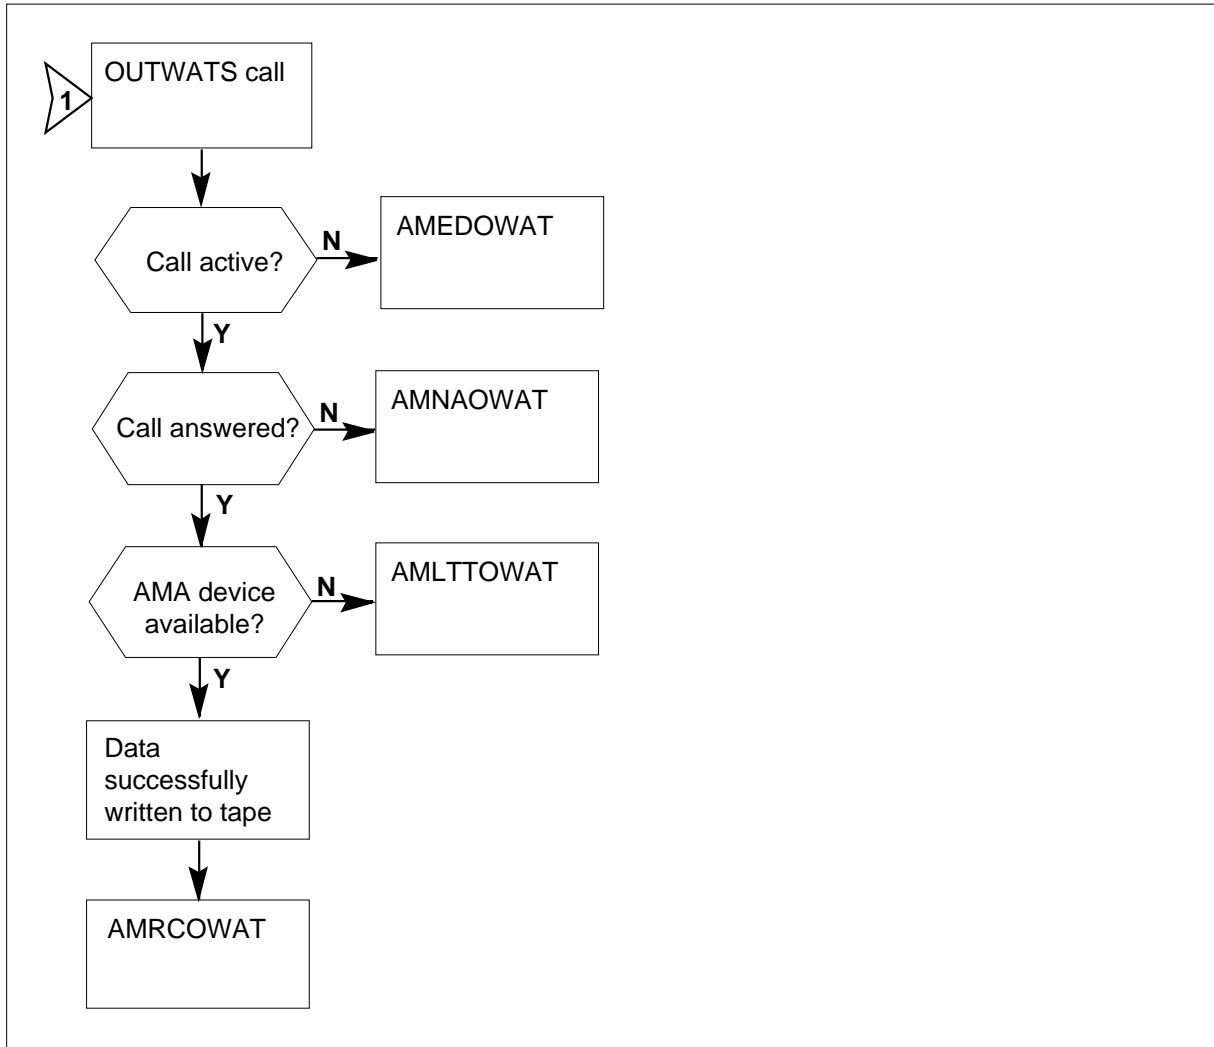 OUTWATS call
1
Call active?
N
AMEDOWAT
Y
Call answered?
N
AMNAOWAT
Y
AMA device
available?
N
AMLTTOWAT
Y
Data
successfully
written to tape
AMRCOWAT